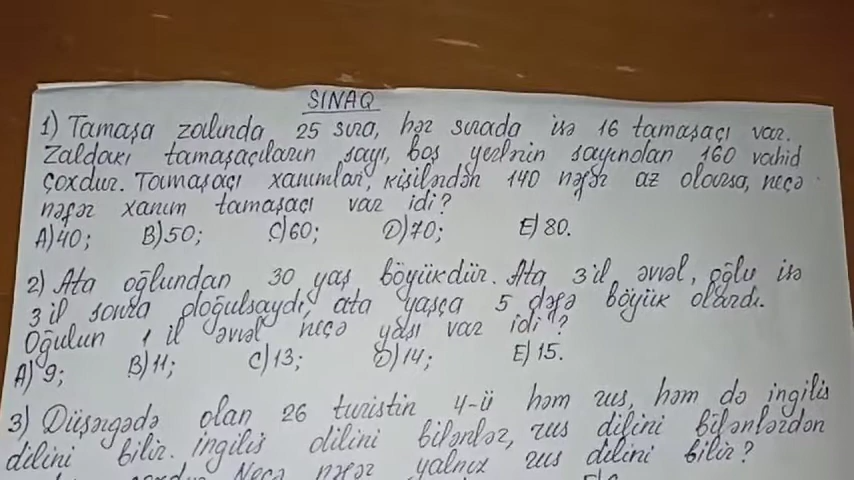 SINAQ
1) Tamaşa zalında 25 sıra, hər sırada isə 16 tamaşaçı var.
Zaldakı tamaşaçıların sayı, boş yerlərin sayından 160 vahid
çoxdur. Tamaşaçı xanımlar, kişilərdən 140 nəfər az olarsa, neçə
nəfər xanım tamaşaçı var idi?
A) 40; B) 50; C) 60; D) 70; E) 80.
2) Ata oğlundan 30 yaş böyükdür. Ata 3 il əvvəl, oğlu isə
3 il sonra doğulsaydı, ata yaşca 5 dəfə böyük olardı.
Oğulun 1 il əvvəl neçə yaşı var idi?
A) 9; B) 11; C) 13; D) 14; E) 15.
3) Düşərgədə olan 26 turistin 4-ü həm rus, həm də ingilis
dilini bilir. İngilis dilini bilənlər, rus dilini bilənlərdən
çoxdur. Neçə nəfər yalnız rus dilini bilir?